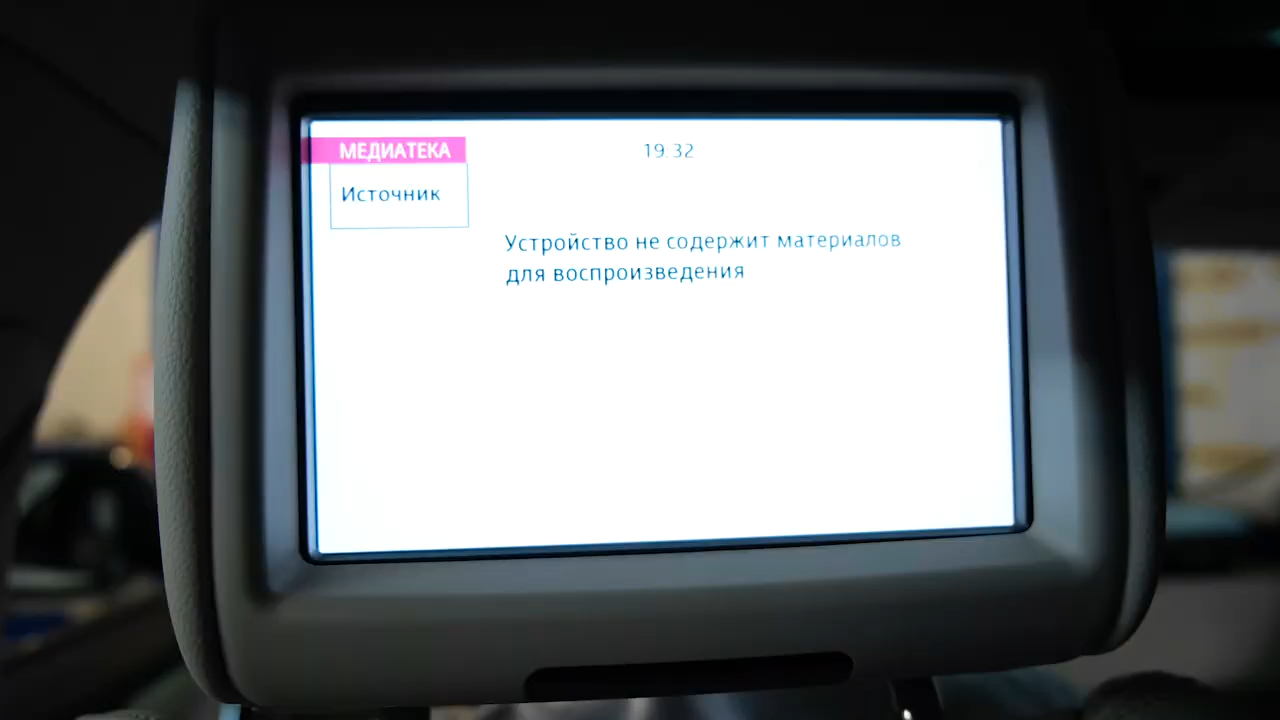 МЕДИАТЕКА
19:32
Источник
Устройство не содержит материалов
для воспроизведения